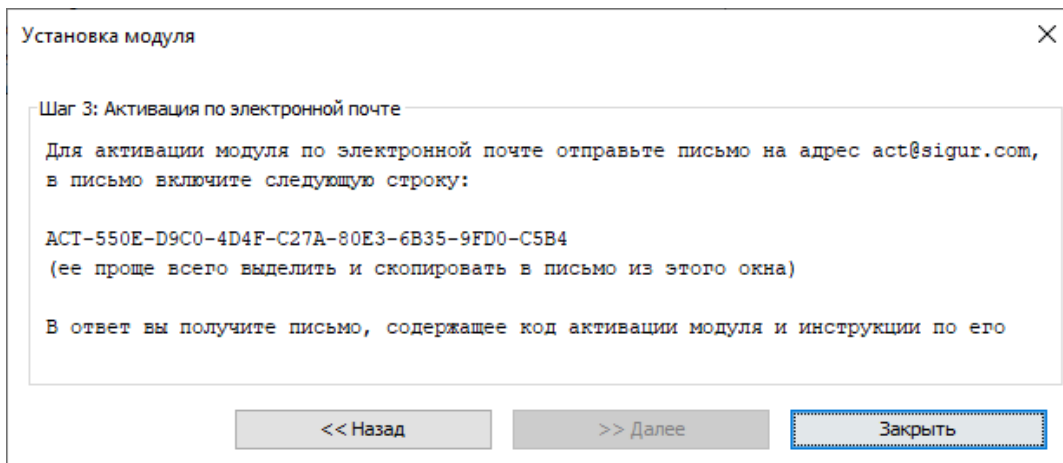 Установка модуля
Шаг 3: Активация по электронной почте
Для активации модуля по электронной почте отправьте письмо на адрес act@sigur.com,
в письмо включите следующую строку:
ACT-550E-D9C0-4D4F-C27A-80E3-6B35-9FD0-C5B4
(ее проще всего выделить и скопировать в письмо из этого окна)
В ответ вы получите письмо, содержащее код активации модуля и инструкции по его
<< Назад
>> Далее
Закрыть